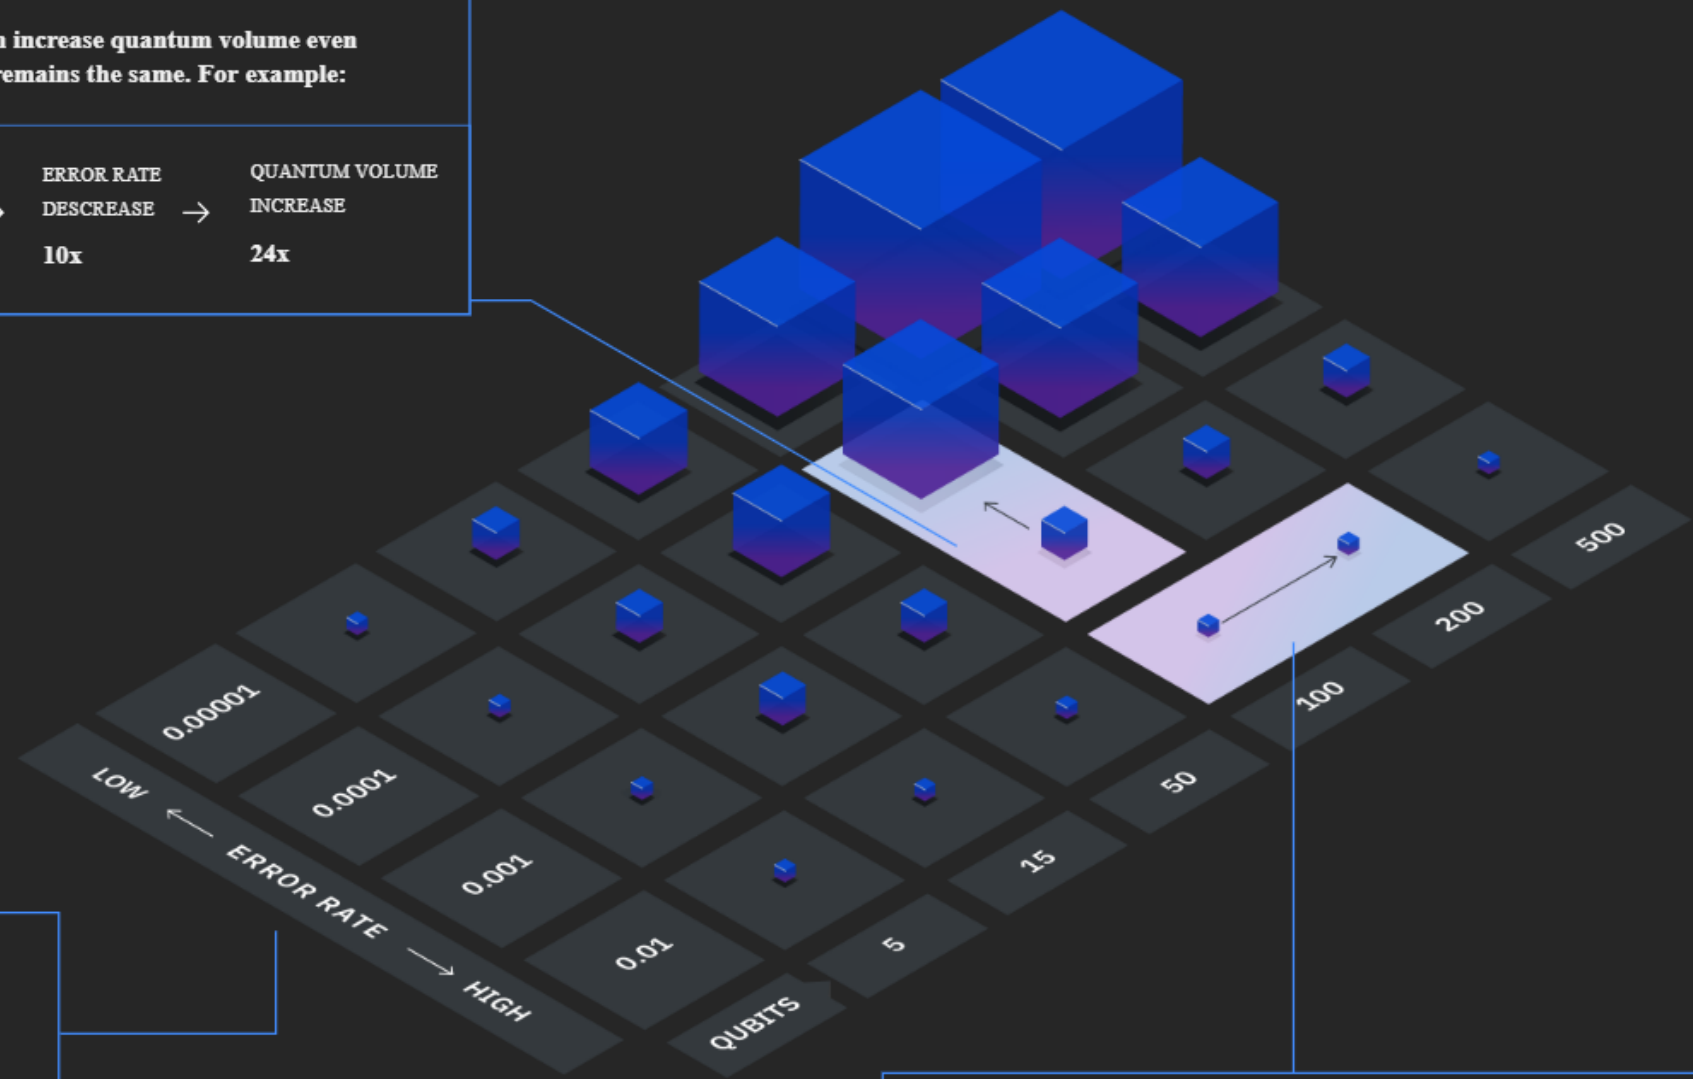 increase quantum volume even
remains the same. For example:
ERROR RATE
DESCREASE
10x
QUANTUM VOLUME
INCREASE
24x
0.00001
0.0001
0.001
0.01
LOW
ERROR RATE
HIGH
QUBITS
5
15
50
100
200
500